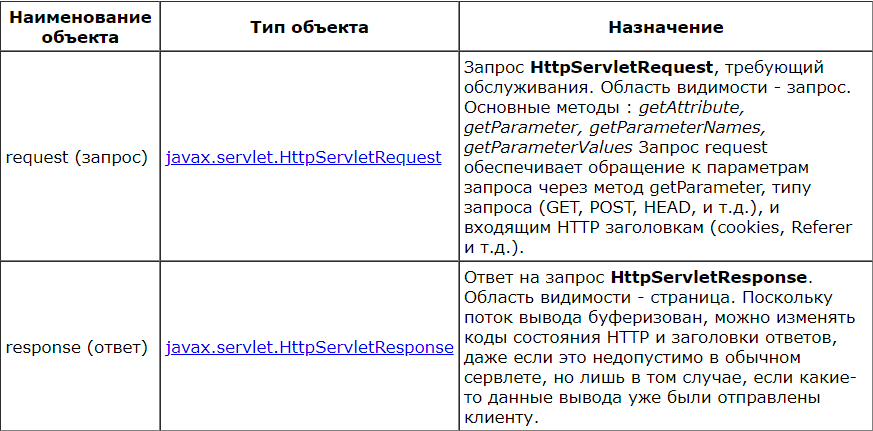 Наименование
объекта
Тип объекта
Назначение
request (запрос)
javax.servlet.HttpServletRequest
Запрос HttpServletRequest, требующий
обслуживания. Область видимости - запрос.
Основные методы : getAttribute,
getParameter, getParameterNames,
getParameterValues Запрос request
обеспечивает обращение к параметрам
запроса через метод getParameter, типу
запроса (GET, POST, HEAD, и т.д.), и
входящим HTTP заголовкам (cookies, Referer
и т.д.).
response (ответ)
javax.servlet.HttpServletResponse
Ответ на запрос HttpServletResponse.
Область видимости - страница. Поскольку
поток вывода буферизован, можно изменять
коды состояния HTTP и заголовки ответов,
даже если это недопустимо в обычном
сервлете, но лишь в том случае, если какие-
то данные вывода уже были отправлены
клиенту.